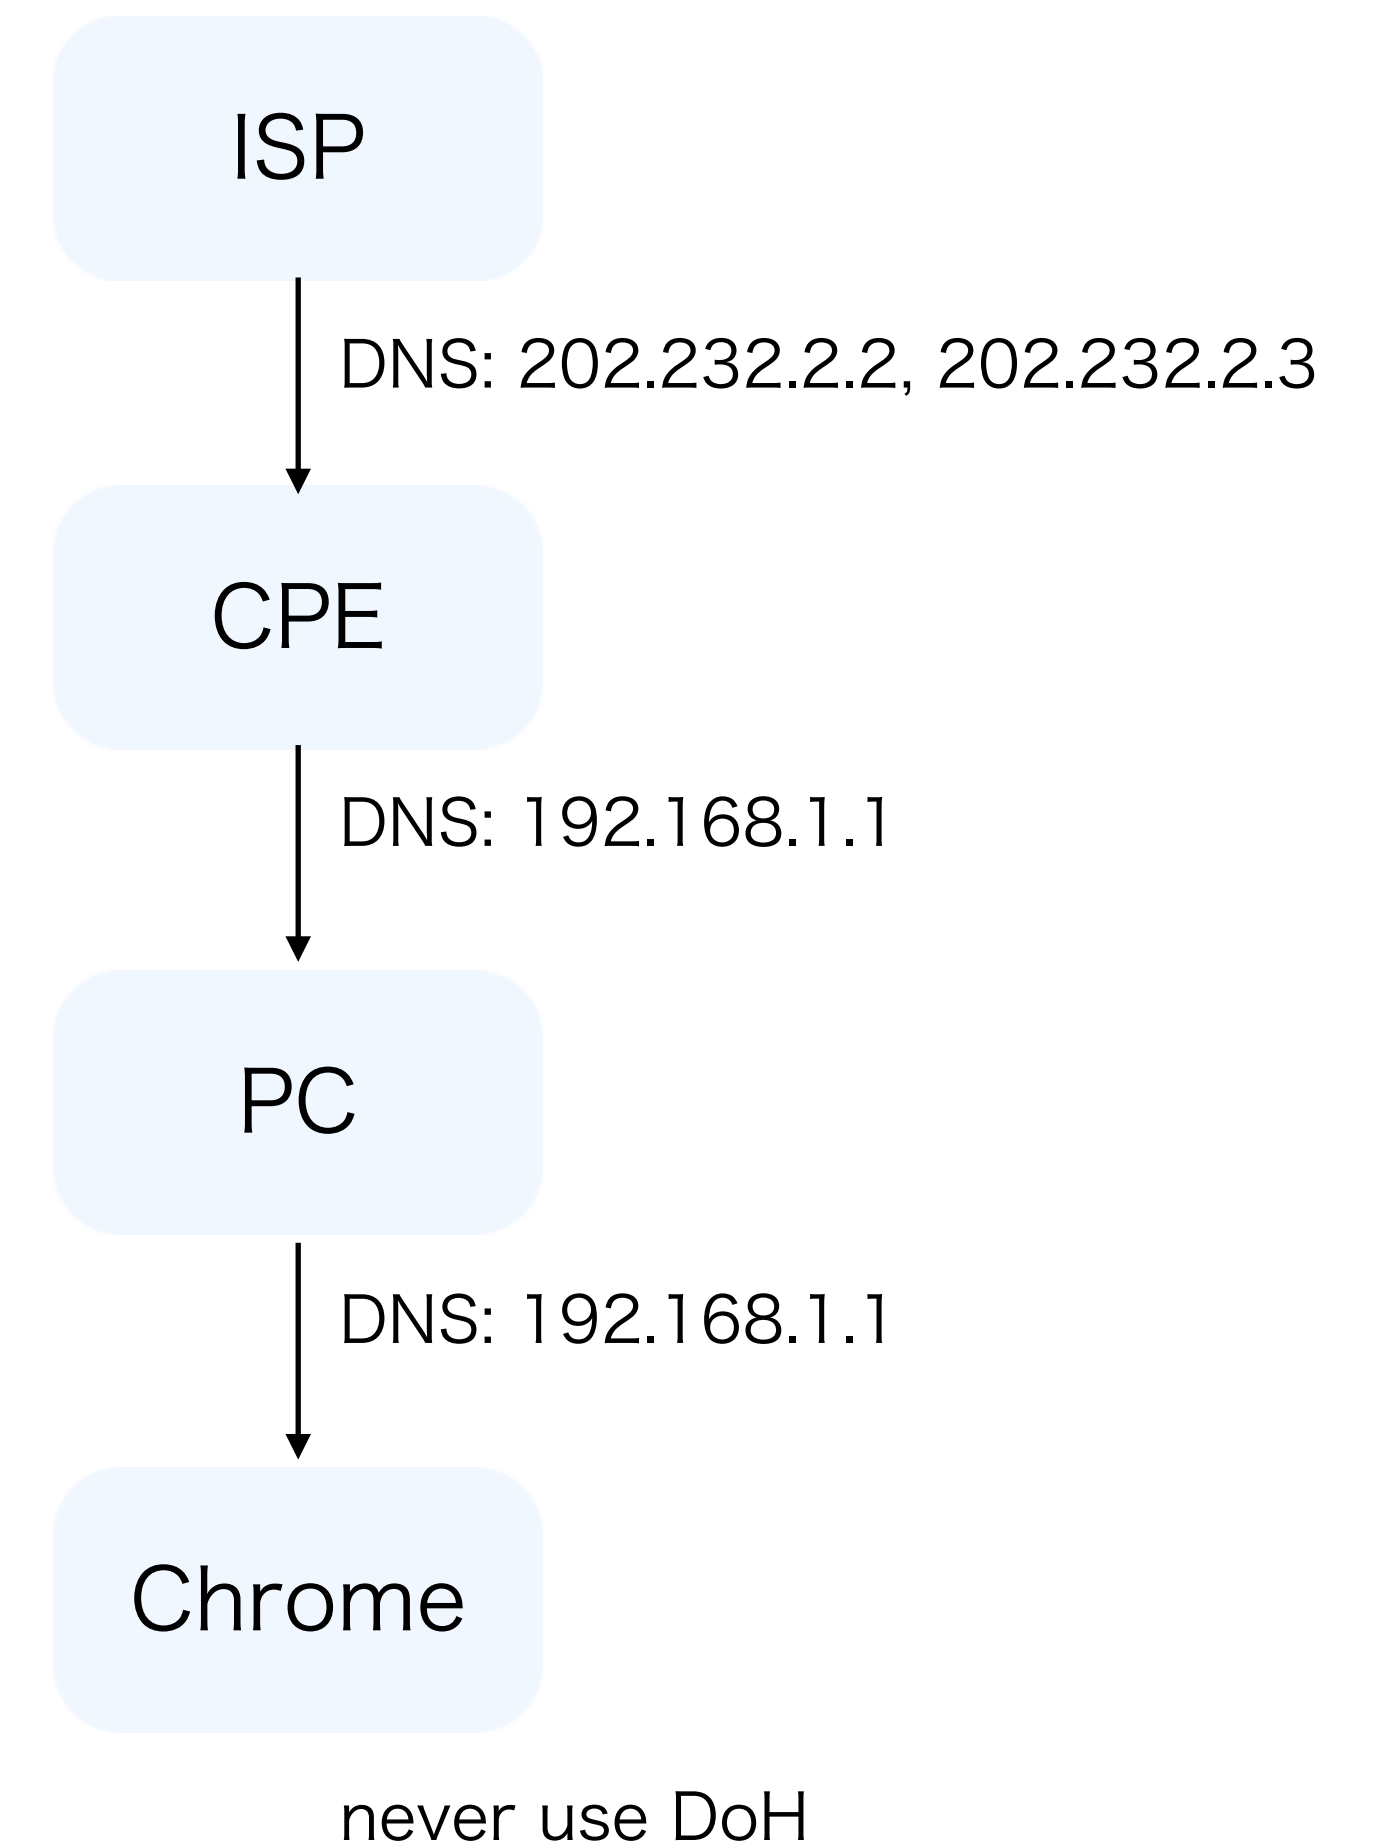 ISP
DNS: 202.232.2.2, 202.232.2.3
CPE
DNS: 192.168.1.1
PC
DNS: 192.168.1.1
Chrome
never use DoH